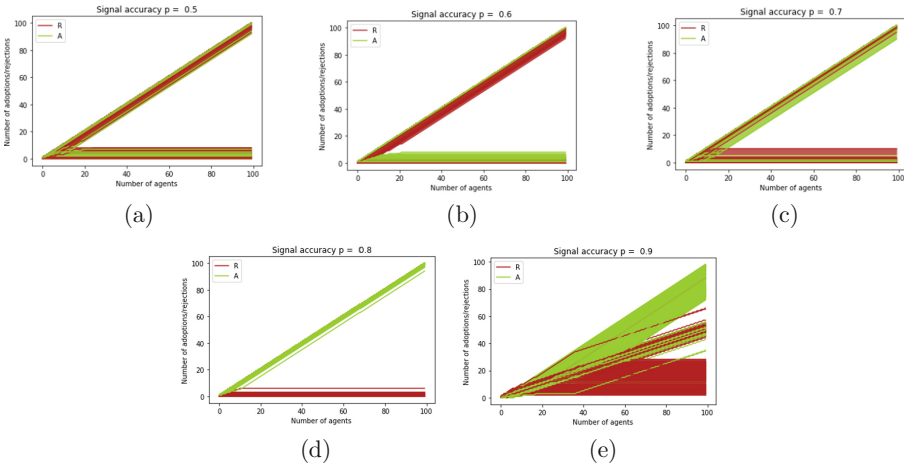 Signal accuracy p = 0.5
100
80
60
40
20
0
R
A
Number of adoptions/rejections
0 20 40 60 80 100
Number of agents
(a)
Signal accuracy p = 0.6
100
80
60
40
20
0
R
A
Number of adoptions/rejections
0 20 40 60 80 100
Number of agents
(b)
Signal accuracy p = 0.7
100
80
60
40
20
0
R
A
Number of adoptions/rejections
0 20 40 60 80 100
Number of agents
(c)
Signal accuracy p = 0.8
100
80
60
40
20
0
R
A
Number of adoptions/rejections
0 20 40 60 80 100
Number of agents
(d)
Signal accuracy p = 0.9
100
80
60
40
20
0
R
A
Number of adoptions/rejections
0 20 40 60 80 100
Number of agents
(e)